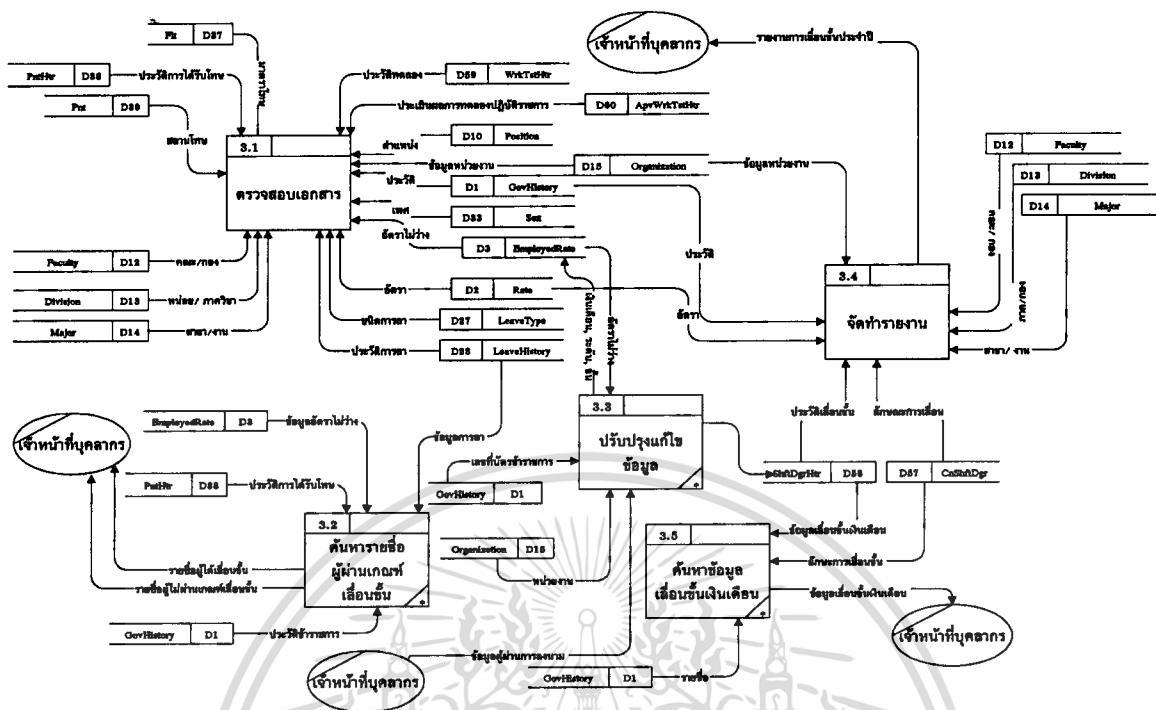 Flt D37
PntHtr D38 ประวัติการได้รับโทษ
Pnt D39
สถานโทษ
ประวัติทดลอง D59 WrkTstHtr
ประเมินผลการทดลองปฏิบัติราชการ D60 ApvWrkTstHtr
ตำแหน่ง D10 Position
ข้อมูลหน่วยงาน D15 Organization ข้อมูลหน่วยงาน
ประวัติ D1 GovHistory
เพศ D33 Sex
อัตราไม่ว่าง D3 EmployedRate
อัตรา D2 Rate
ชนิดการลา D27 LeaveType
ประวัติการลา D28 LeaveHistory
3.1
ตรวจสอบเอกสาร
Faculty D12 คณะ/กอง
Division D13 หน่วย/ ภาควิชา
Major D14 สาขา/งาน
เจ้าหน้าที่บุคลากร
รายงานการเลื่อนขั้นประจำปี
D12 Faculty
D13 Division
D14 Major
คณะ/ กอง
สาขา/ งาน
ประวัติ
อัตรา
3.4
จัดทำรายงาน
ประวัติเลื่อนขั้น
ลักษณะการเลื่อน
อัตราไม่ว่าง
3.3
ปรับปรุงแก้ไข
ข้อมูล
ShftDgrHtr D56
D57 CnShftDgr
เจ้าหน้าที่บุคลากร
EmployedRate D3 ข้อมูลอัตราไม่ว่าง
PntHtr D38 ประวัติการได้รับโทษ
ข้อมูลการลา
เลขที่บัตรข้าราชการ
GovHistory D1
3.2
ค้นหารายชื่อ
ผู้ผ่านเกณฑ์
เลื่อนขั้น
รายชื่อผู้ได้เลื่อนขั้น
รายชื่อผู้ไม่ผ่านเกณฑ์เลื่อนขั้น
GovHistory D1 ประวัติข้าราชการ
Organization D15
หน่วยงาน
ข้อมูลผู้ผ่านการลงนาม
เจ้าหน้าที่บุคลากร
3.5
ค้นหาข้อมูล
เลื่อนขั้นเงินเดือน
ข้อมูลเลื่อนขั้นเงินเดือน
ลักษณะการเลื่อนขั้น
ข้อมูลเลื่อนขั้นเงินเดือน
เจ้าหน้าที่บุคลากร
GovHistory D1 รายชื่อ